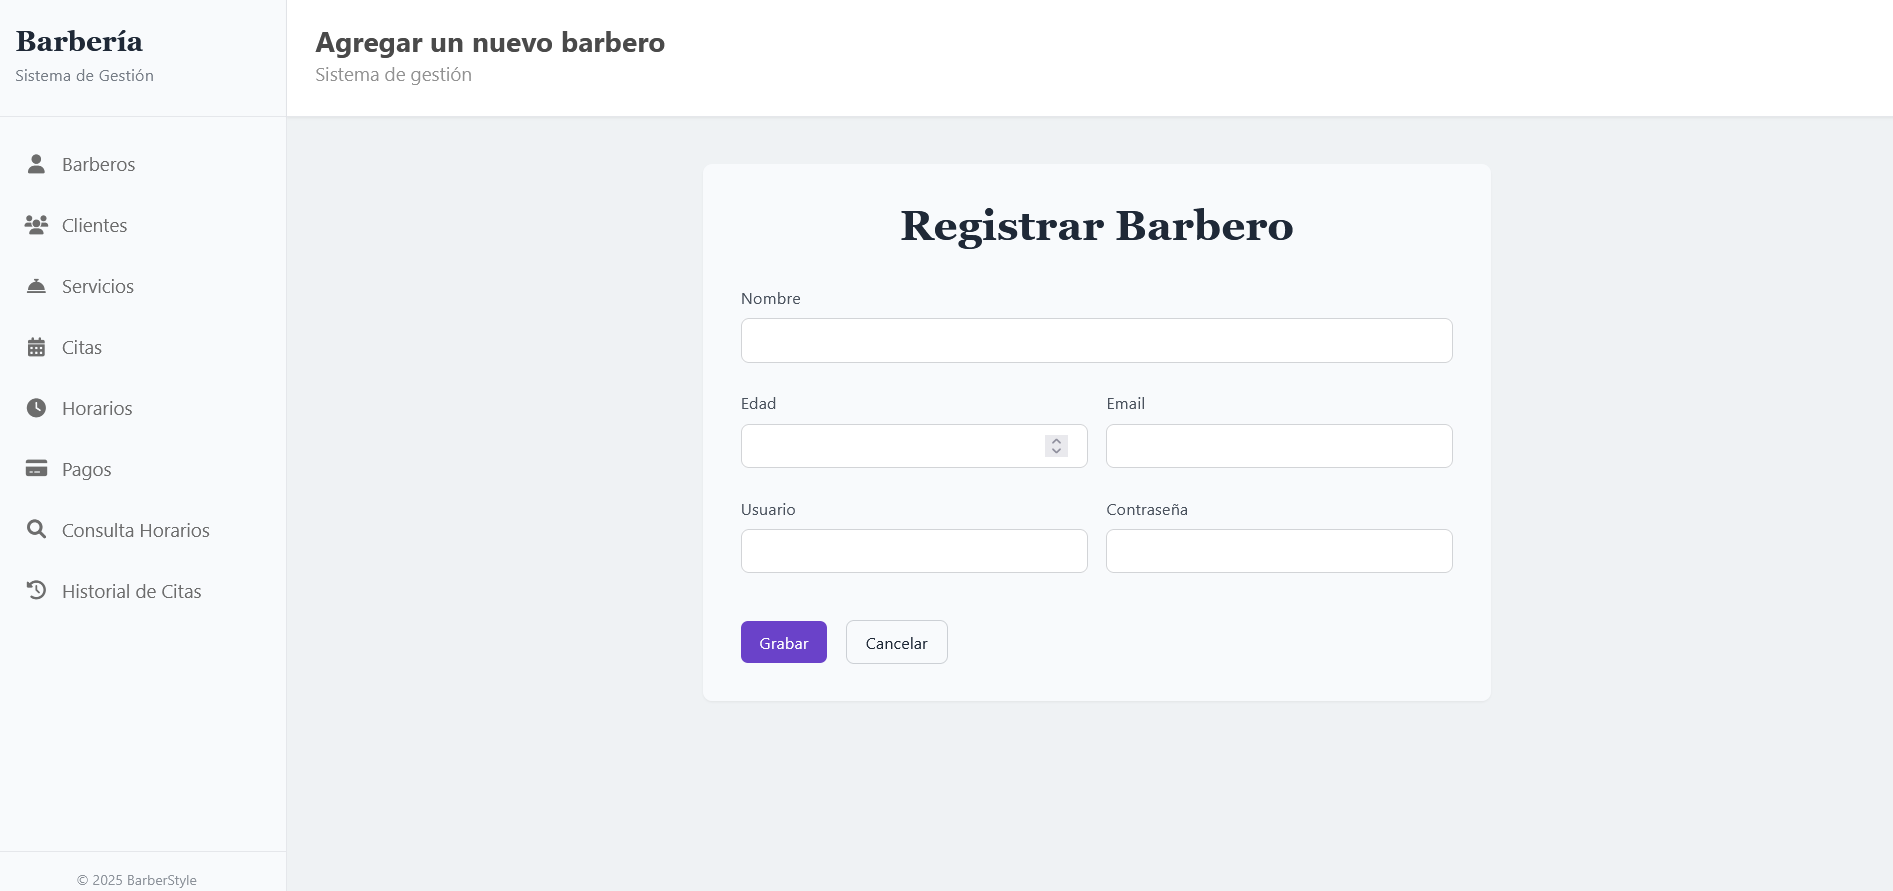 Barbería
Sistema de Gestión
Barberos
Clientes
Servicios
Citas
Horarios
Pagos
Consulta Horarios
Historial de Citas
© 2025 BarberStyle
Agregar un nuevo barbero
Sistema de gestión
Registrar Barbero
Nombre
Edad
Email
Usuario
Contraseña
Grabar
Cancelar